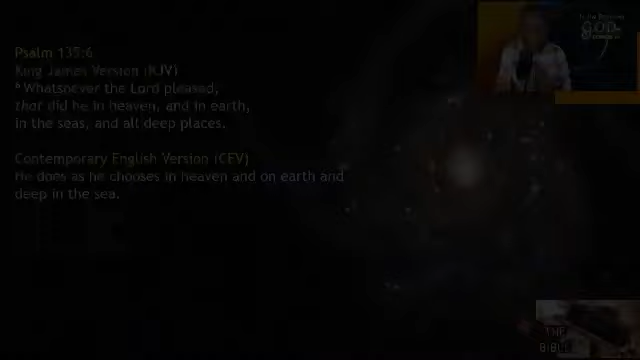 Psalm 135:6
King James Version (KJV)
6 Whatsoever the Lord pleased,
that did he in heaven, and in earth,
in the seas, and all deep places.
Contemporary English Version (CEV)
He does as he chooses in heaven and on earth and
deep in the sea.
GOD
THE
BIBLE